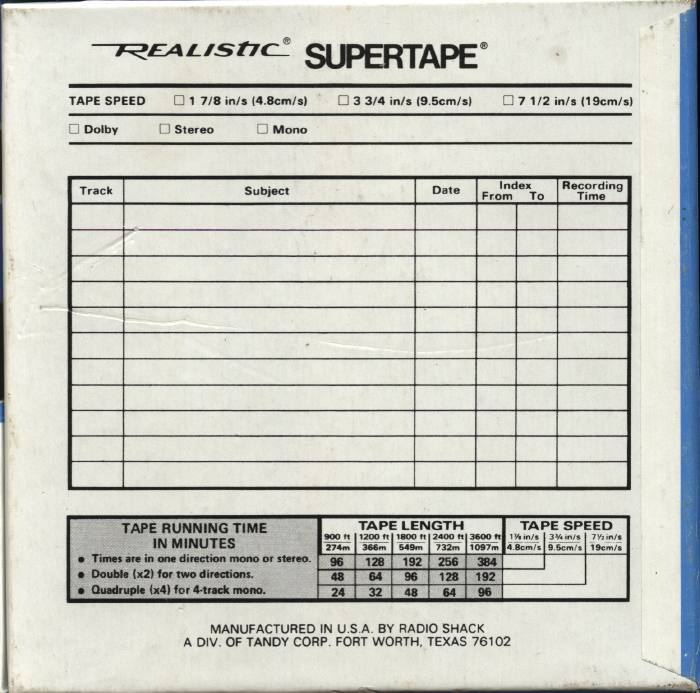 REALISTIC® SUPERTAPE®
TAPE SPEED ☐ 1 7/8 in/s (4.8cm/s) ☐ 3 3/4 in/s (9.5cm/s) ☐ 7 1/2 in/s (19cm/s)
☐ Dolby ☐ Stereo ☐ Mono
Track Subject Date Index From To Recording Time
TAPE RUNNING TIME
IN MINUTES
● Times are in one direction mono or stereo.
● Double (x2) for two directions.
● Quadruple (x4) for 4-track mono.
TAPE LENGTH TAPE SPEED
900 ft 1200 ft 1800 ft 2400 ft 3600 ft 1⅞ in/s 3¾ in/s 7½ in/s
274m 366m 549m 732m 1097m 4.8cm/s 9.5cm/s 19cm/s
96 128 192 256 384
48 64 96 128 192
24 32 48 64 96
MANUFACTURED IN U.S.A. BY RADIO SHACK
A DIV. OF TANDY CORP. FORT WORTH, TEXAS 76102